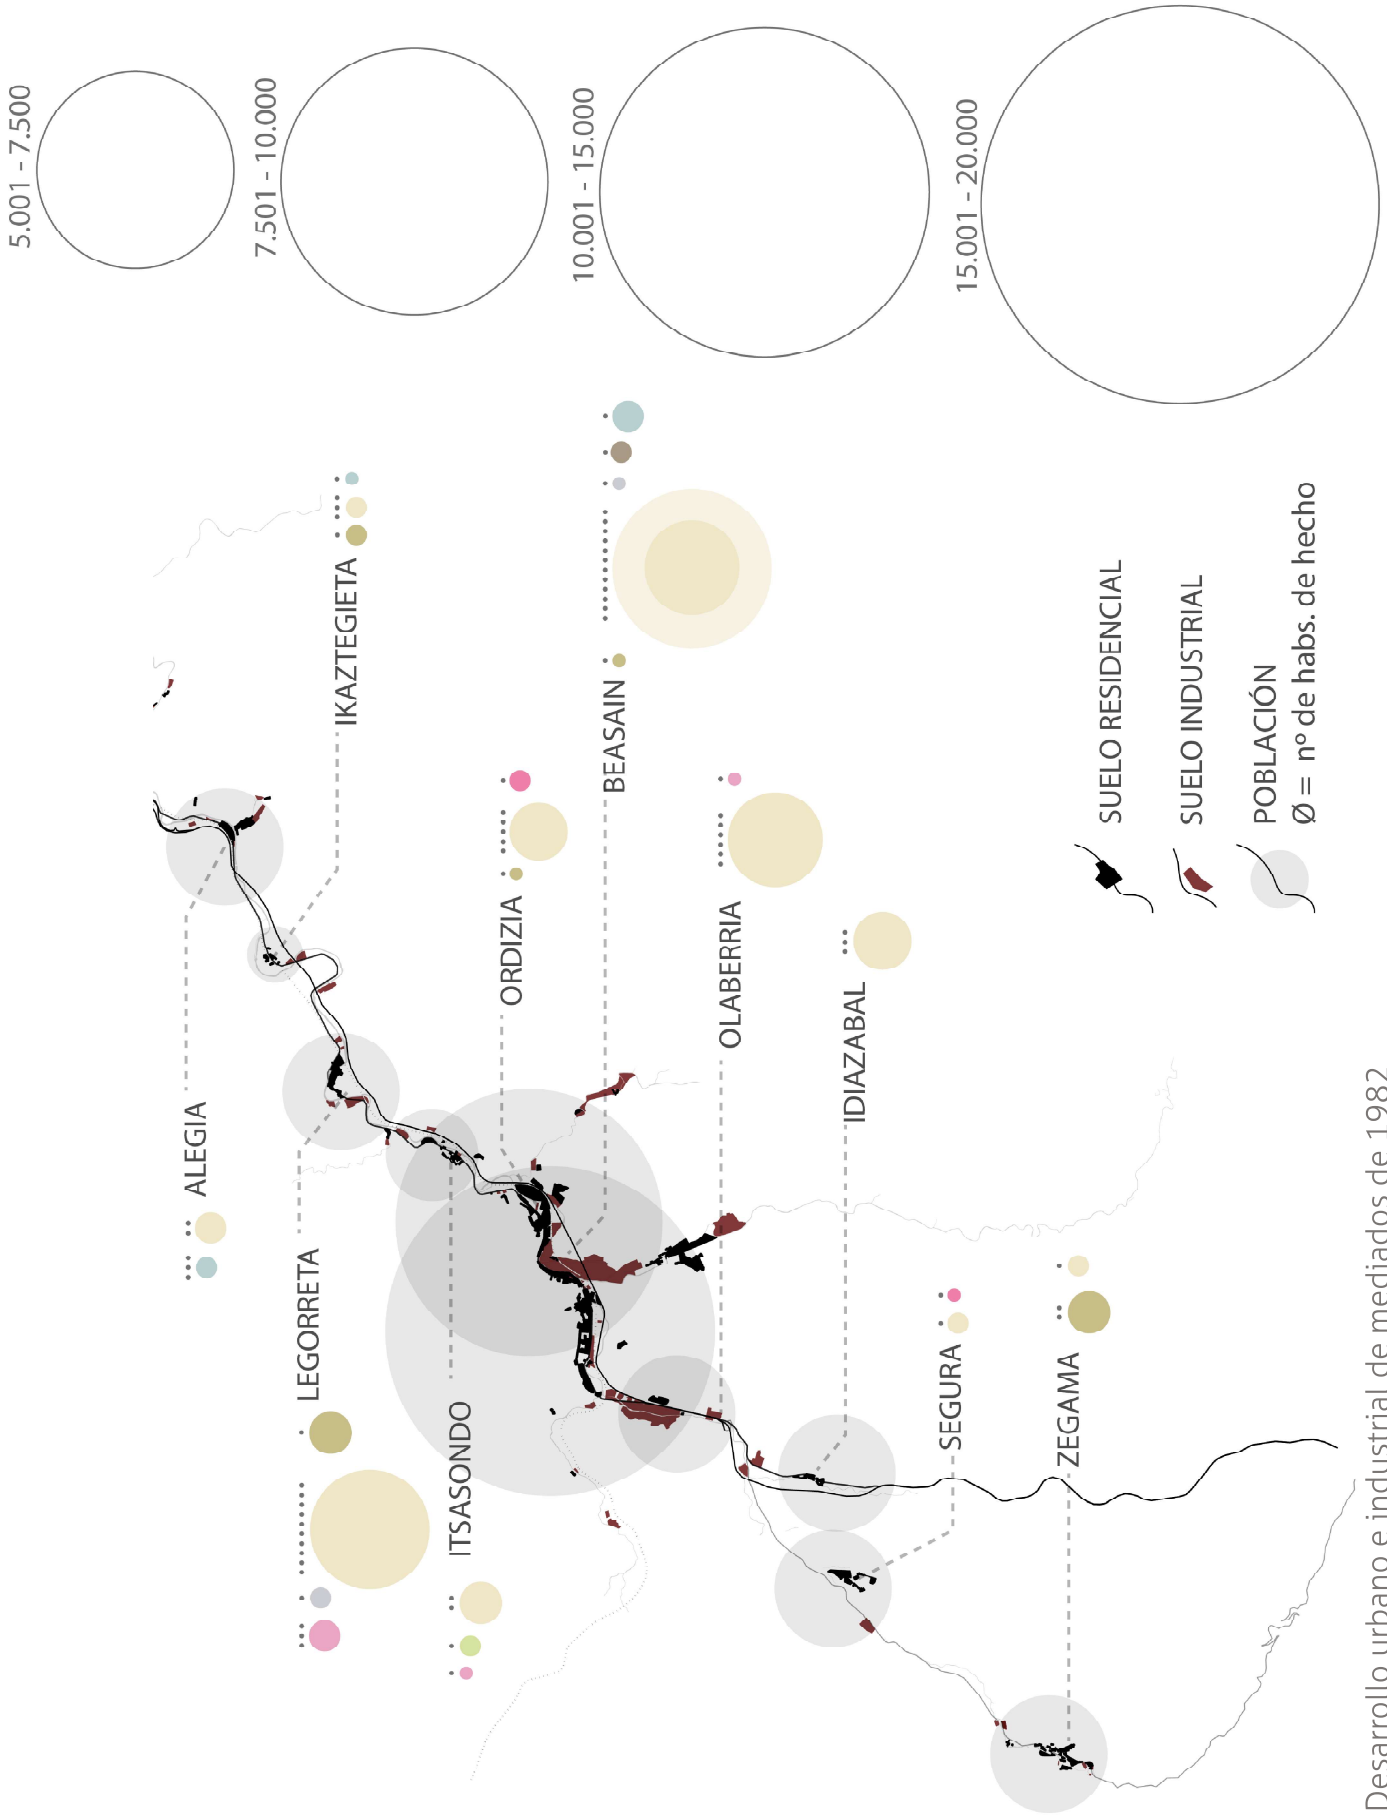 5.001 - 7.500
7.501 - 10.000
10.001 - 15.000
15.001 - 20.000
ALEGIA
LEGORRETA
ITSASONDO
IKAZTEGIETA
ORDIZIA
BEASAIN
OLABERRIA
IDIAZABAL
SEGURA
ZEGAMA
SUELO RESIDENCIAL
SUELO INDUSTRIAL
POBLACIÓN
Ø = nº de habs. de hecho
Desarrollo urbano e industrial de mediados de 1982